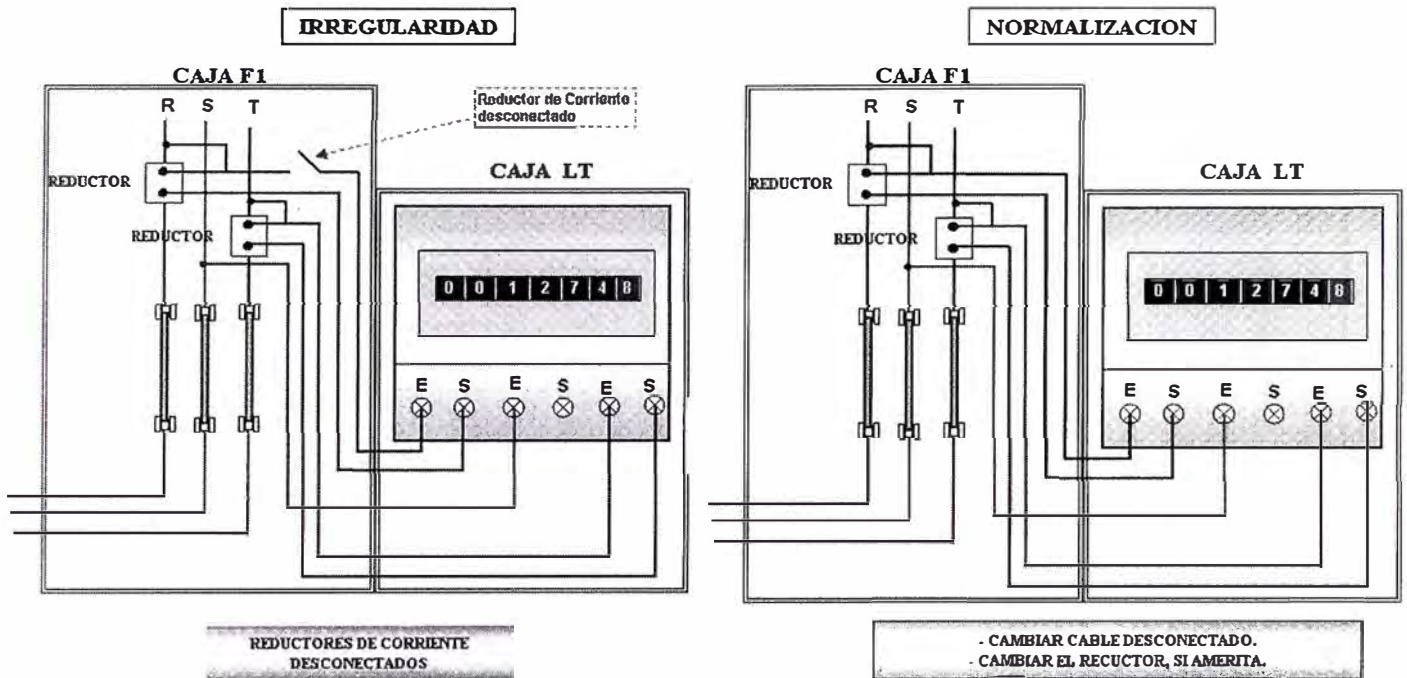 IRREGULARIDAD
CAJA F1
R S T
Reductor de Corriente
desconectado
REDUCTOR
REDUCTOR
CAJA LT
0 0 1 2 7 4 8
E S E S E S
REDUCTORES DE CORRIENTE
DESCONECTADOS
NORMALIZACION
CAJA F1
R S T
REDUCTOR
REDUCTOR
CAJA LT
0 0 1 2 7 4 8
E S E S E S
- CAMBIAR CABLE DESCONECTADO.
- CAMBIAR EL RECUCTOR, SI AMERITA.